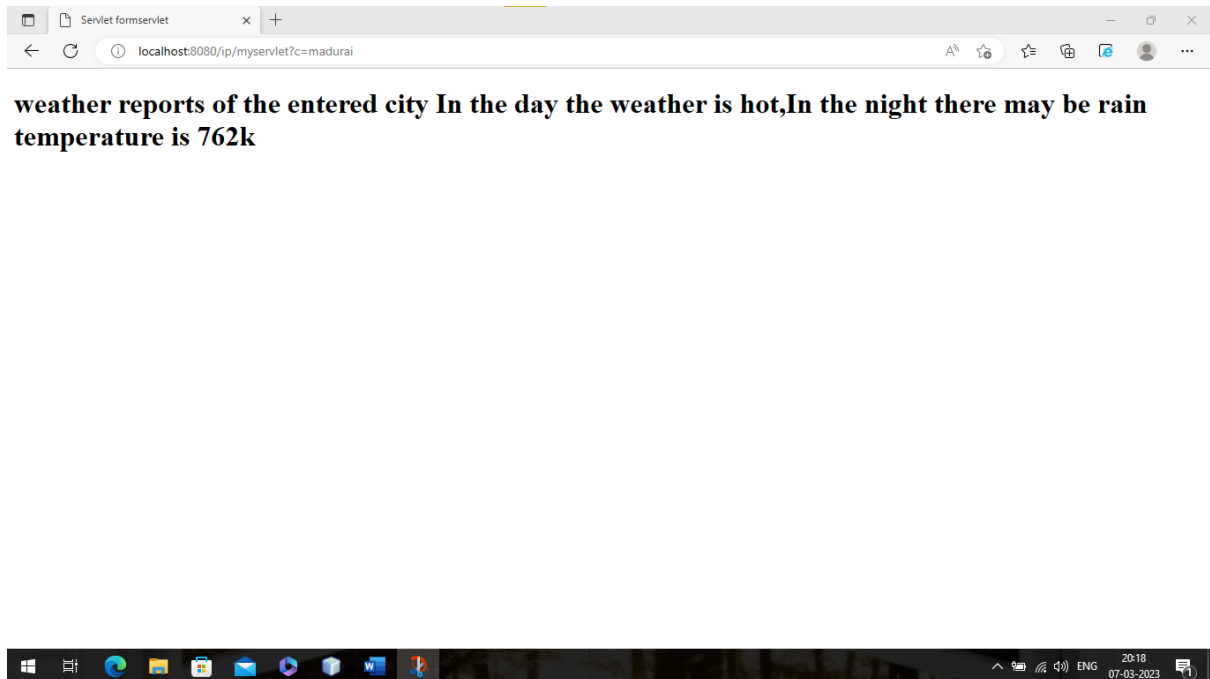 Servlet formservlet
localhost:8080/ip/myservlet?c=madurai
weather reports of the entered city In the day the weather is hot,In the night there may be rain
temperature is 762k
ENG
20:18
07-03-2023
1